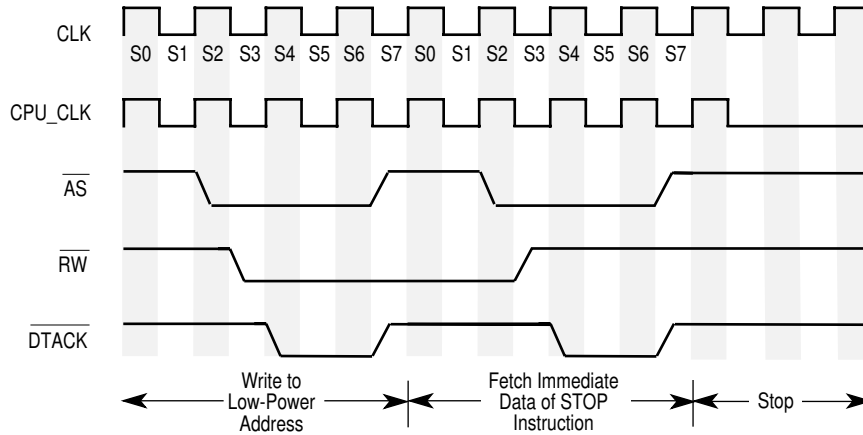 CLK
S0 S1 S2 S3 S4 S5 S6 S7 S0 S1 S2 S3 S4 S5 S6 S7
CPU_CLK
AS
RW
DTACK
Write to
Low-Power
Address
Fetch Immediate
Data of STOP
Instruction
Stop